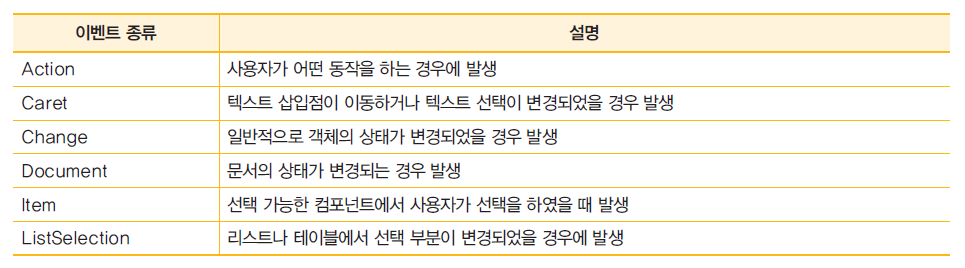 이벤트 종류 설명
Action 사용자가 어떤 동작을 하는 경우에 발생
Caret 텍스트 삽입점이 이동하거나 텍스트 선택이 변경되었을 경우 발생
Change 일반적으로 객체의 상태가 변경되었을 경우 발생
Document 문서의 상태가 변경되는 경우 발생
Item 선택 가능한 컴포넌트에서 사용자가 선택을 하였을 때 발생
ListSelection 리스트나 테이블에서 선택 부분이 변경되었을 경우에 발생